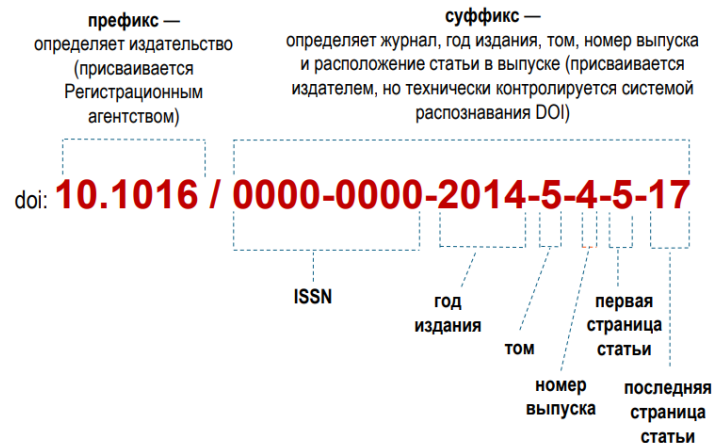 префикс —
определяет издательство
(присваивается
Регистрационным
агентством)
суффикс —
определяет журнал, год издания, том, номер выпуска
и расположение статьи в выпуске (присваивается
издателем, но технически контролируется системой
распознавания DOI)
doi: 10.1016 / 0000-0000-2014-5-4-5-17
ISSN
год
издания
том
номер
выпуска
первая
страница
статьи
последняя
страница
статьи